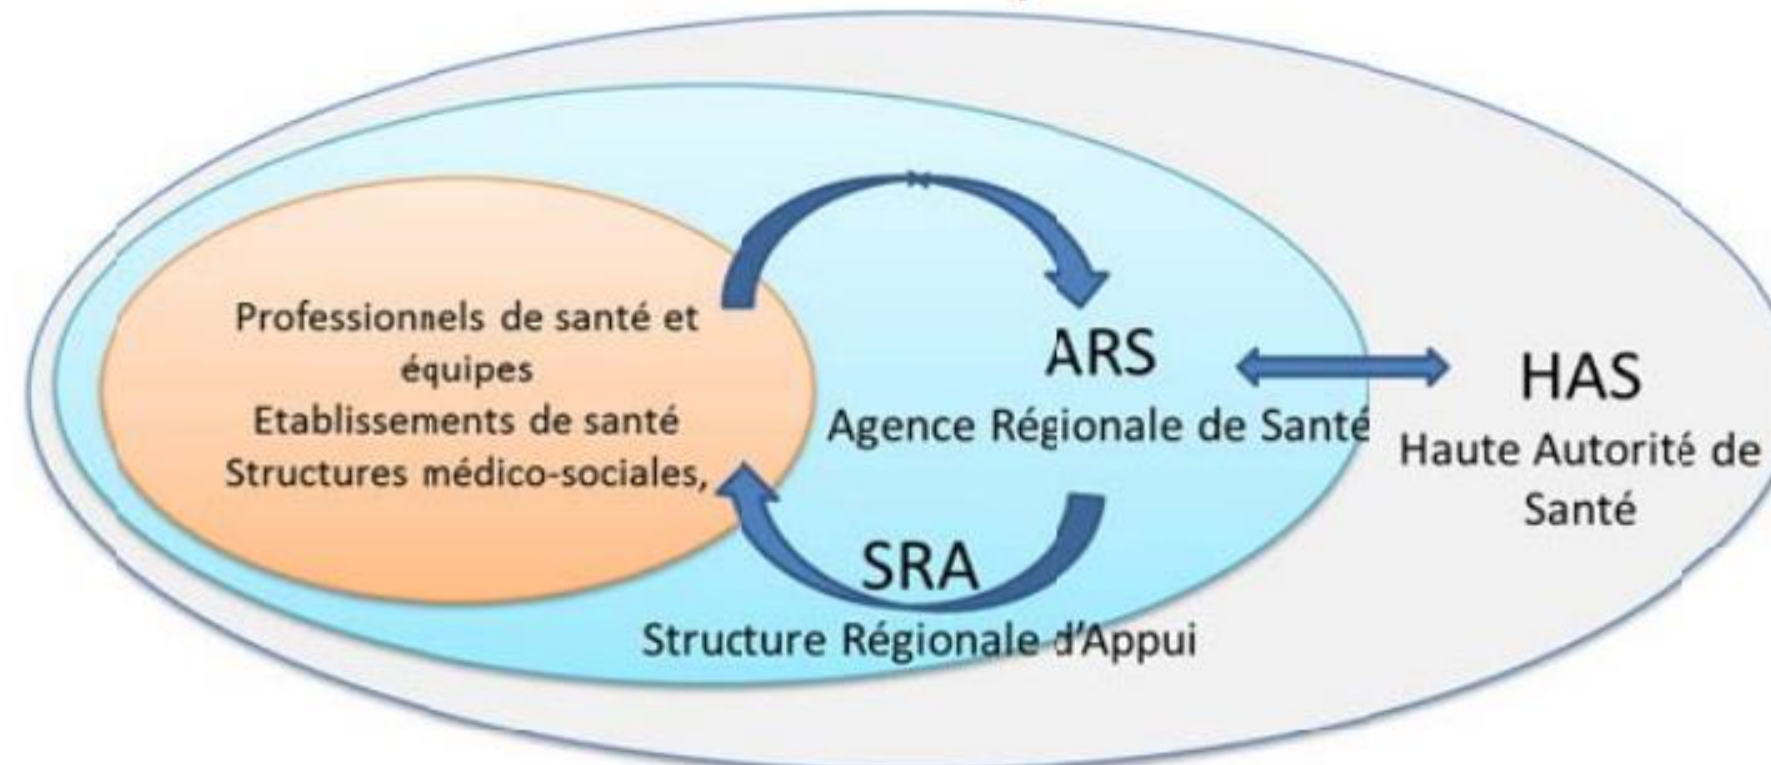 Professionnels de santé et
équipes
Etablissements de santé
Structures médico-sociales,
ARS
Agence Régionale de Santé
SRA
Structure Régionale d'Appui
HAS
Haute Autorité de
Santé